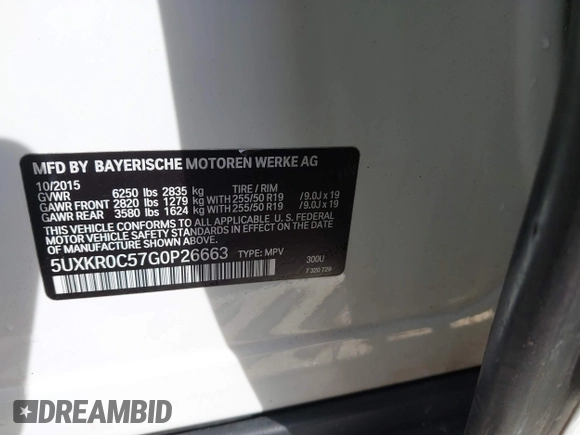 MFD BY BAYERISCHE MOTOREN WERKE AG
10/2015
GVWR 6250 lbs 2835 kg TIRE / RIM
GAWR FRONT 2820 lbs 1279 kg WITH 255/50 R19 / 9.0J x 19
GAWR REAR 3580 lbs 1624 kg WITH 255/50 R19 / 9.0J x 19
THIS VEHICLE CONFORMS TO ALL APPLICABLE U. S. FEDERAL
MOTOR VEHICLE SAFETY STANDARDS IN EFFECT ON THE DATE OF
MANUFACTURE SHOWN ABOVE.
5UXKR0C57G0P26663 TYPE: MPV 300U
7 320 729
DREAMBID